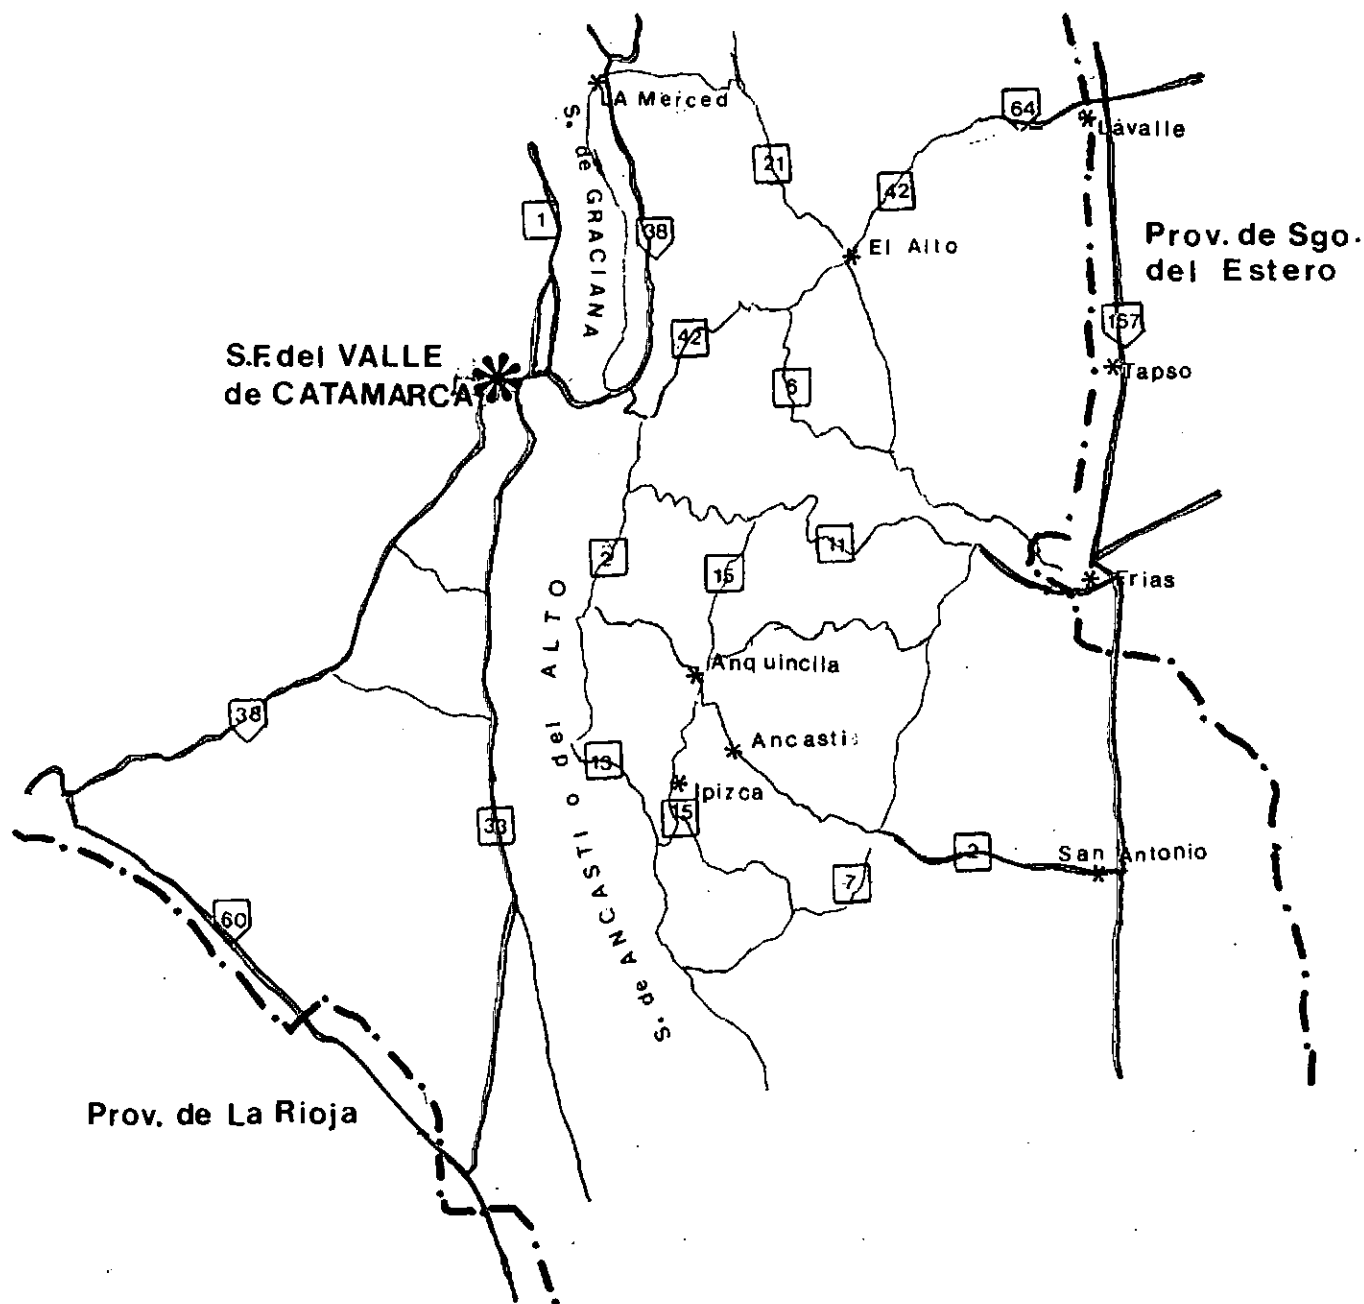 LA Merced
64
Lavalle
S. de GRACIANA
21
42
1
38
El Alto
Prov. de Sgo.
del Estero
157
42
S.F. del VALLE
de CATAMARCA
Tapso
6
2
11
15
Frias
S. de ANCASTI o del ALTO
Anquincila
38
Ancasti
13
Ipizca
15
33
2
San Antonio
7
60
Prov. de La Rioja